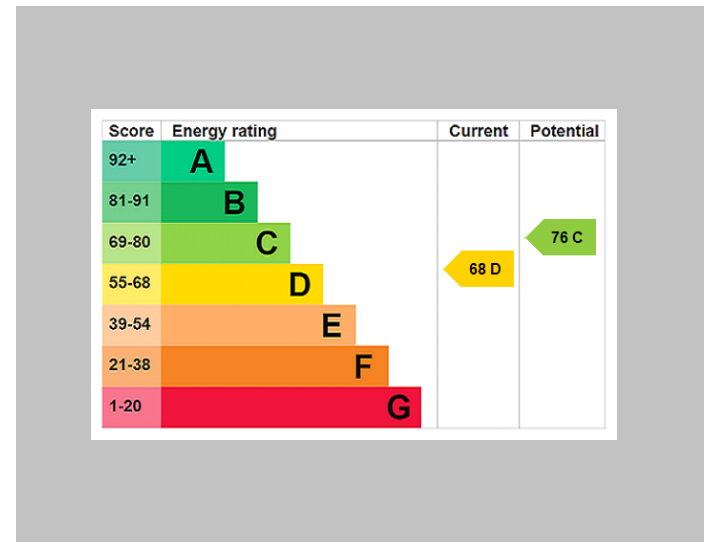 Score Energy rating Current Potential
92+ A
81-91 B
69-80 C 76 C
55-68 D 68 D
39-54 E
21-38 F
1-20 G